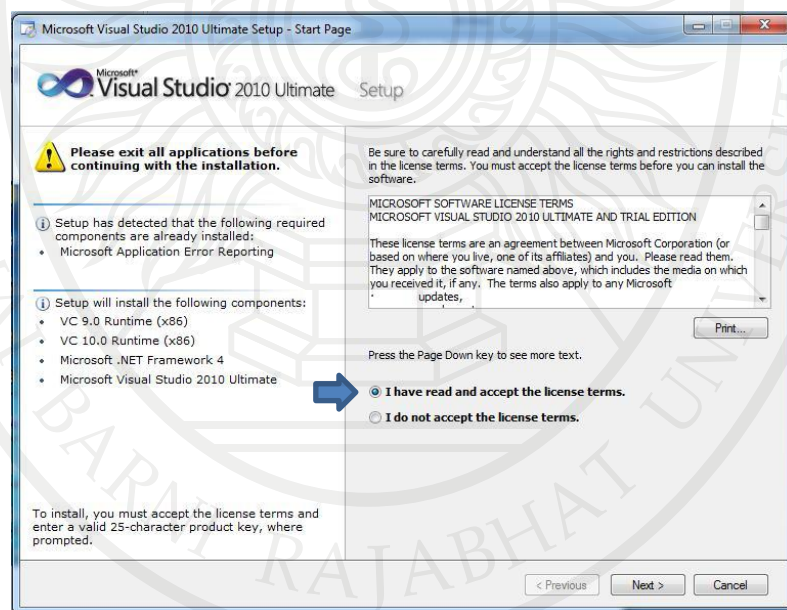 Microsoft Visual Studio 2010 Ultimate Setup - Start Page
Microsoft®
Visual Studio® 2010 Ultimate Setup
Please exit all applications before
continuing with the installation.
Setup has detected that the following required
components are already installed:
• Microsoft Application Error Reporting
Setup will install the following components:
• VC 9.0 Runtime (x86)
• VC 10.0 Runtime (x86)
• Microsoft .NET Framework 4
• Microsoft Visual Studio 2010 Ultimate
To install, you must accept the license terms and
enter a valid 25-character product key, where
prompted.
Be sure to carefully read and understand all the rights and restrictions described
in the license terms. You must accept the license terms before you can install the
software.
MICROSOFT SOFTWARE LICENSE TERMS
MICROSOFT VISUAL STUDIO 2010 ULTIMATE AND TRIAL EDITION
These license terms are an agreement between Microsoft Corporation (or
based on where you live, one of its affiliates) and you. Please read them.
They apply to the software named above, which includes the media on which
you received it, if any. The terms also apply to any Microsoft
· updates,
Print...
Press the Page Down key to see more text.
I have read and accept the license terms.
I do not accept the license terms.
< Previous Next > Cancel
BARNI RAJABHAT UNIVERSI